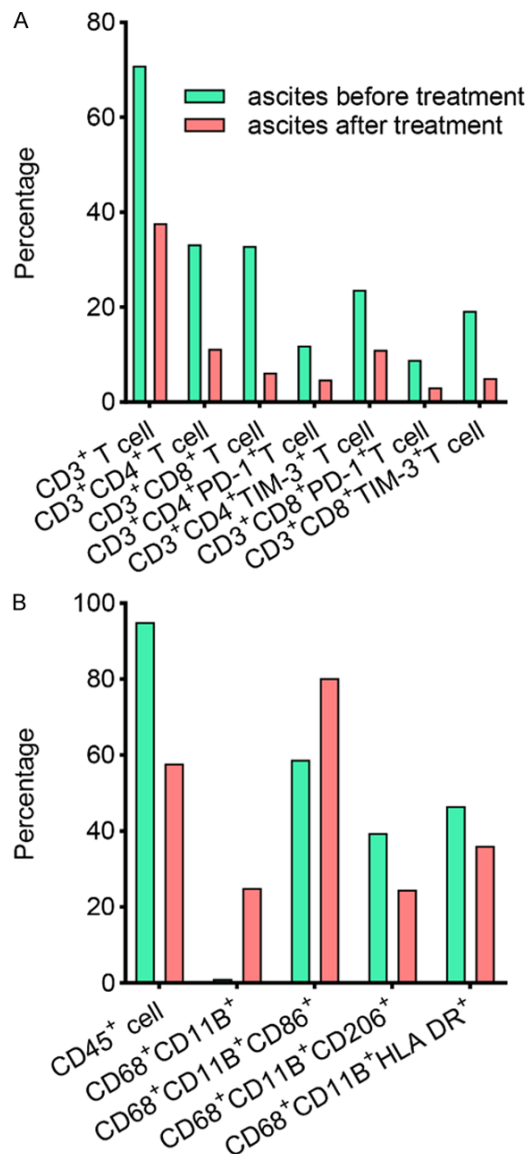 A
80
60
40
20
0
Percentage
ascites before treatment
ascites after treatment
CD3⁺ T cell
CD3⁺CD4⁺ T cell
CD3⁺CD8⁺ T cell
CD3⁺CD4⁺PD-1⁺T cell
CD3⁺CD4⁺TIM-3⁺ T cell
CD3⁺CD8⁺PD-1⁺T cell
CD3⁺CD8⁺TIM-3⁺T cell
B
100
80
60
40
20
0
Percentage
CD45⁺ cell
CD68⁺CD11B⁺
CD68⁺CD11B⁺CD86⁺
CD68⁺CD11B⁺CD206⁺
CD68⁺CD11B⁺HLA DR⁺